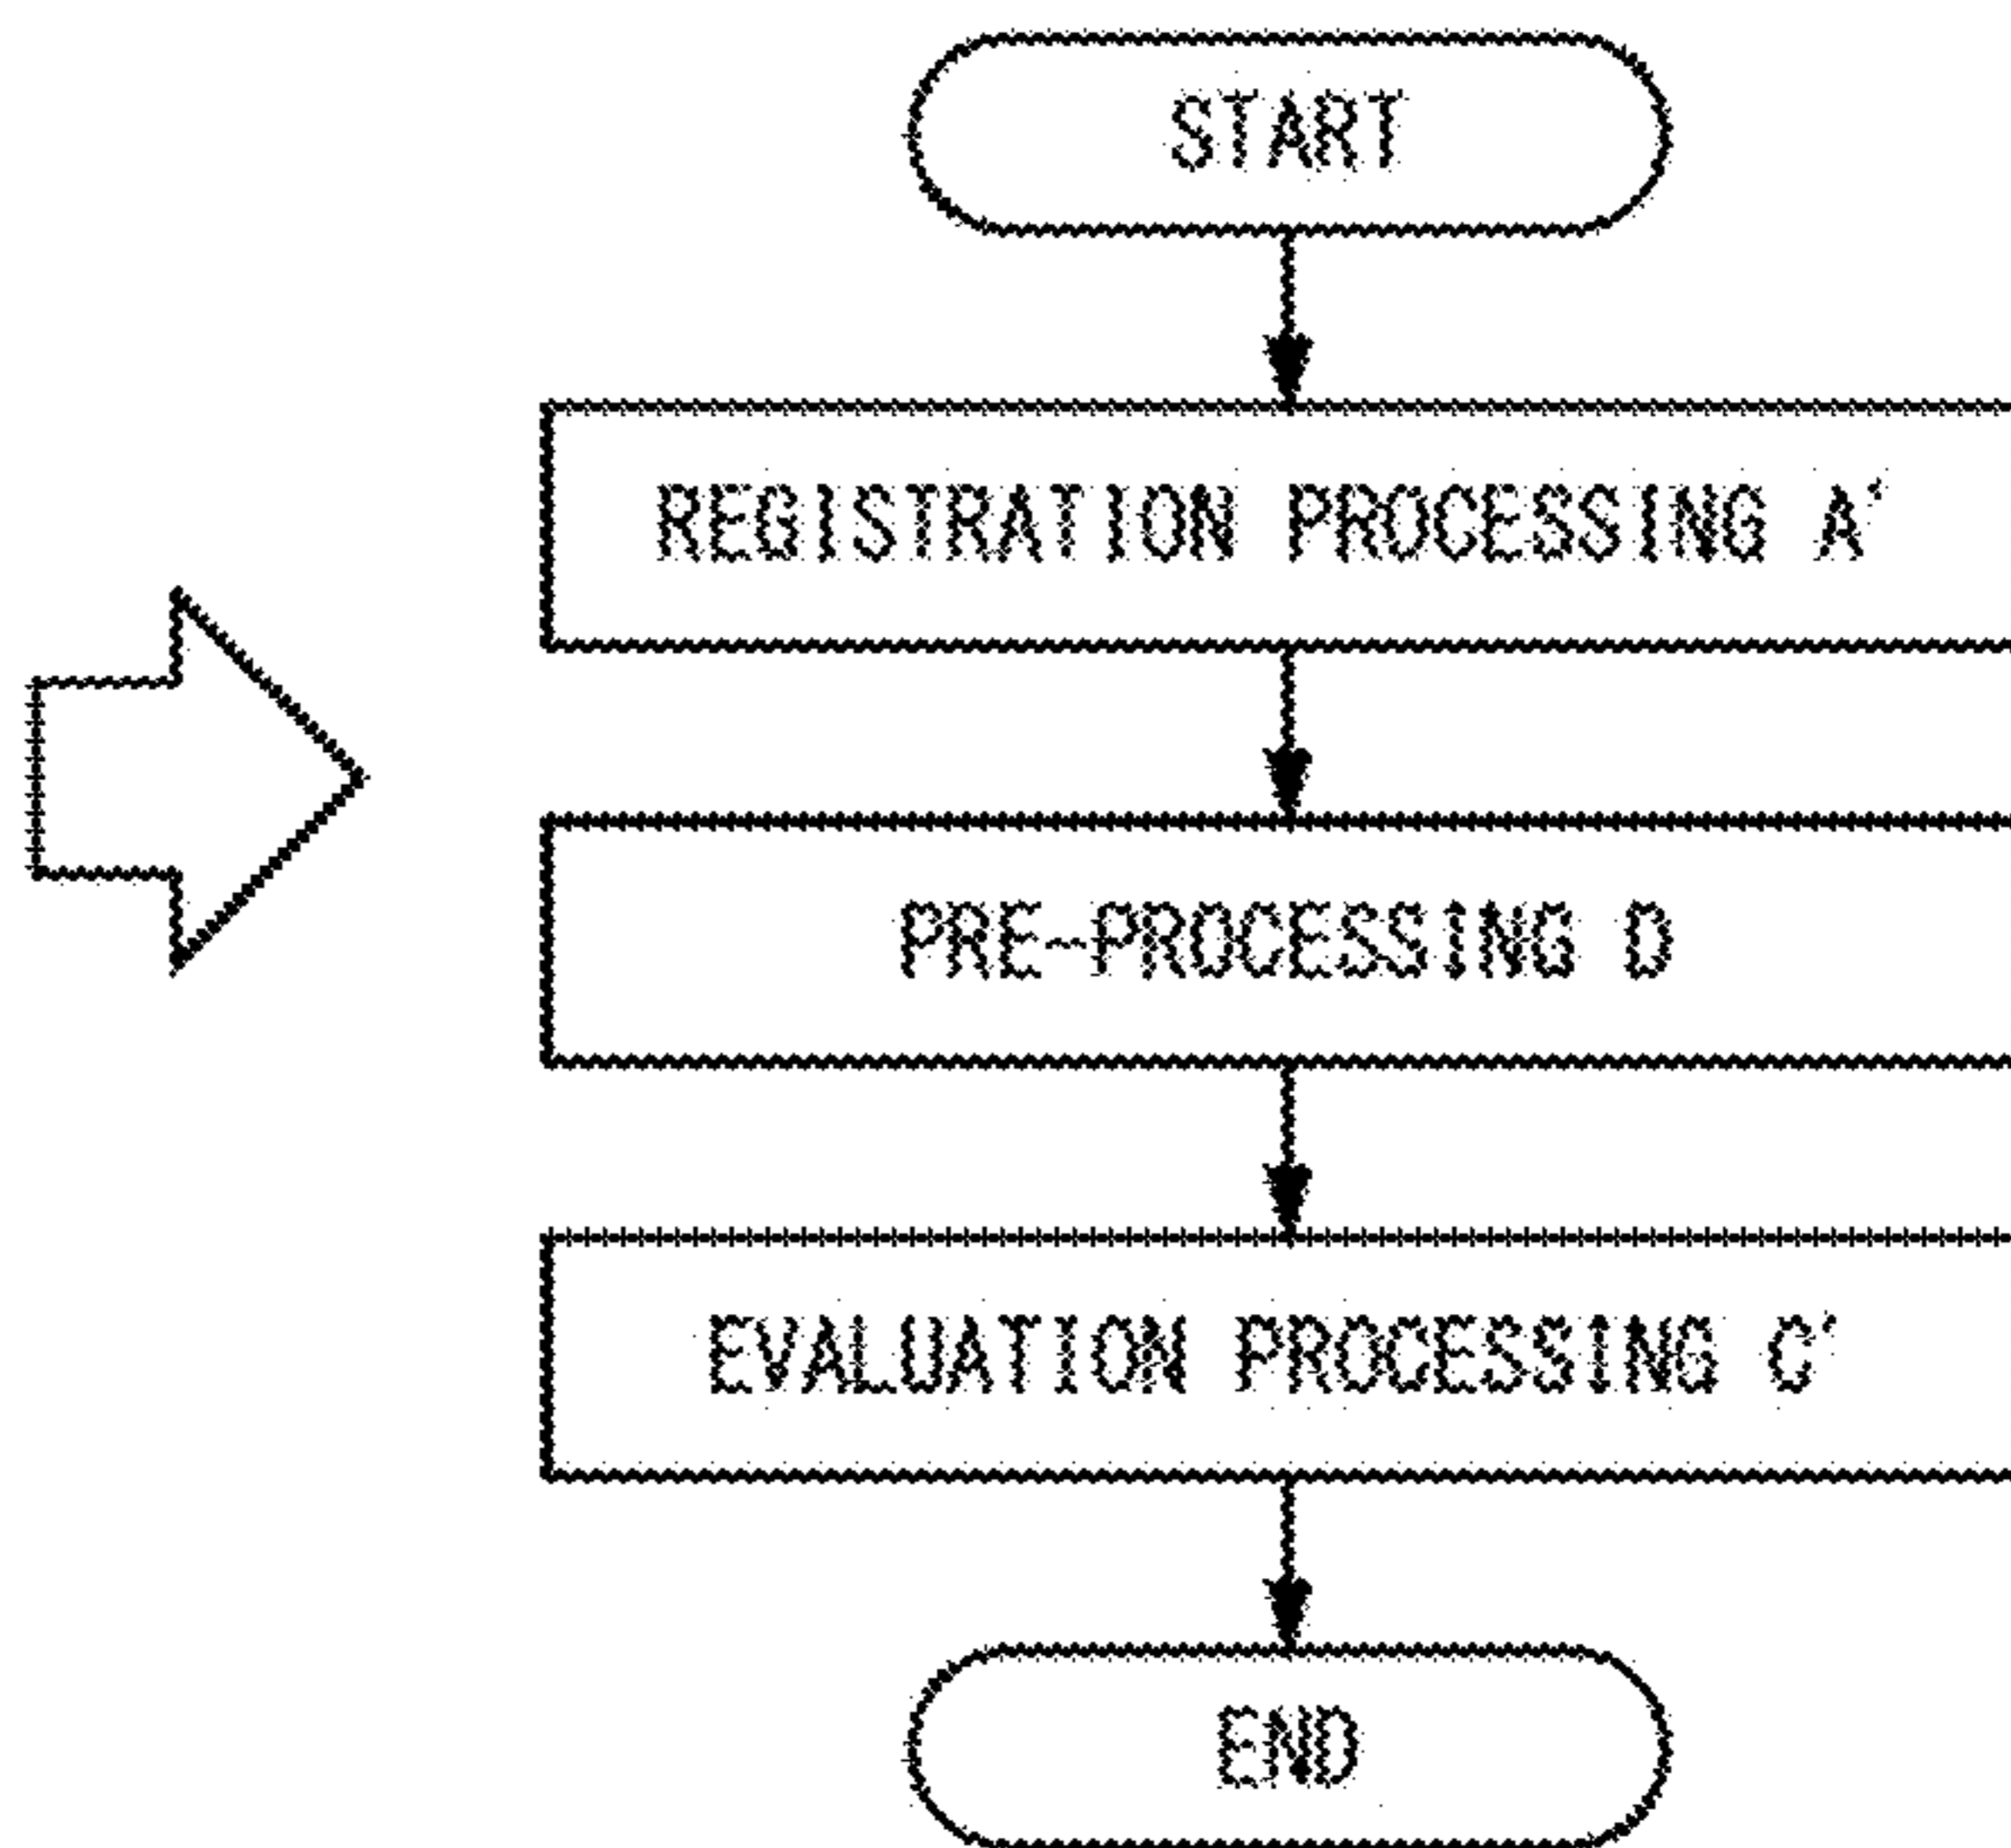 START
REGISTRATION PROCESSING A'
PRE-PROCESSING D
EVALUATION PROCESSING C'
END